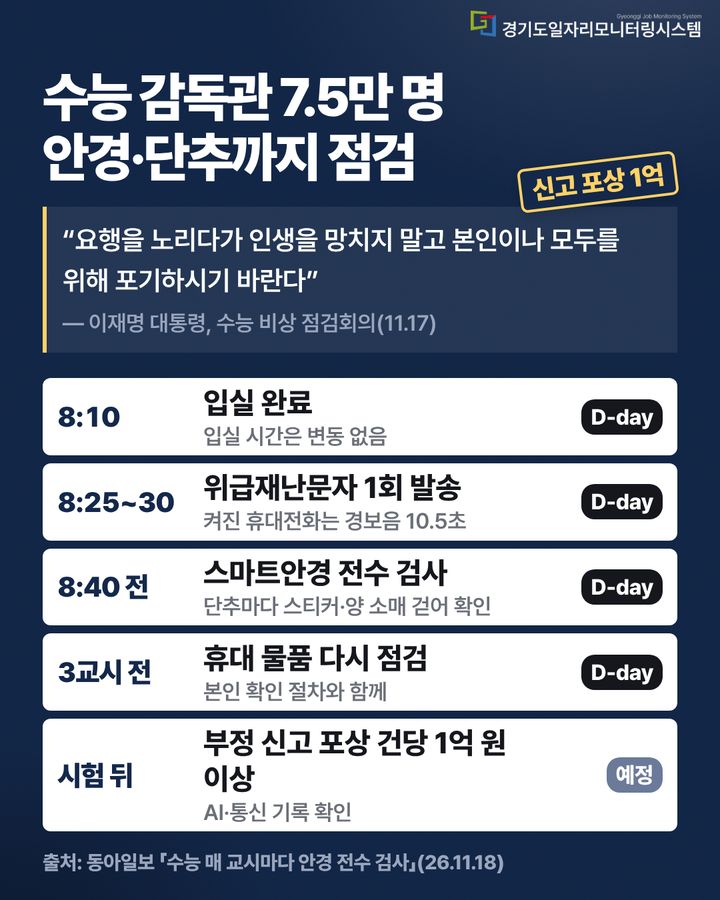 Gyeonggi Job Monitoring System
경기도일자리모니터링시스템
수능 감독관 7.5만 명
안경·단추까지 점검
신고 포상 1억
“요행을 노리다가 인생을 망치지 말고 본인이나 모두를
위해 포기하시기 바란다”
— 이재명 대통령, 수능 비상 점검회의(11.17)
8:10
입실 완료
입실 시간은 변동 없음
D-day
8:25~30
위급재난문자 1회 발송
켜진 휴대전화는 경보음 10.5초
D-day
8:40 전
스마트안경 전수 검사
단추마다 스티커·양 소매 걷어 확인
D-day
3교시 전
휴대 물품 다시 점검
본인 확인 절차와 함께
D-day
시험 뒤
부정 신고 포상 건당 1억 원
이상
AI·통신 기록 확인
예정
출처: 동아일보 『수능 매 교시마다 안경 전수 검사』(26.11.18)